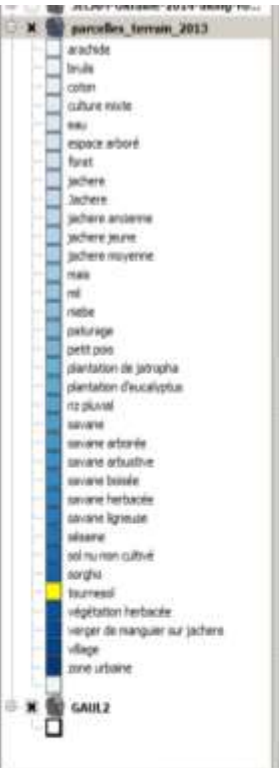 parcelles_terrain_2013
arachide
brulis
coton
culture mixte
eau
espace arboré
foret
jachere
Jachere
jachere ancienne
jachere jeune
jachere moyenne
mais
mil
niebe
paturage
petit pois
plantation de jatropha
plantation d'eucalyptus
riz pluvial
savane
savane arborée
savane arbustive
savane boisée
savane herbacée
savane ligneuse
sésame
sol nu non cultivé
sorgho
tournesol
végétation herbacée
verger de manguier sur jachere
village
zone urbaine
GAUL2